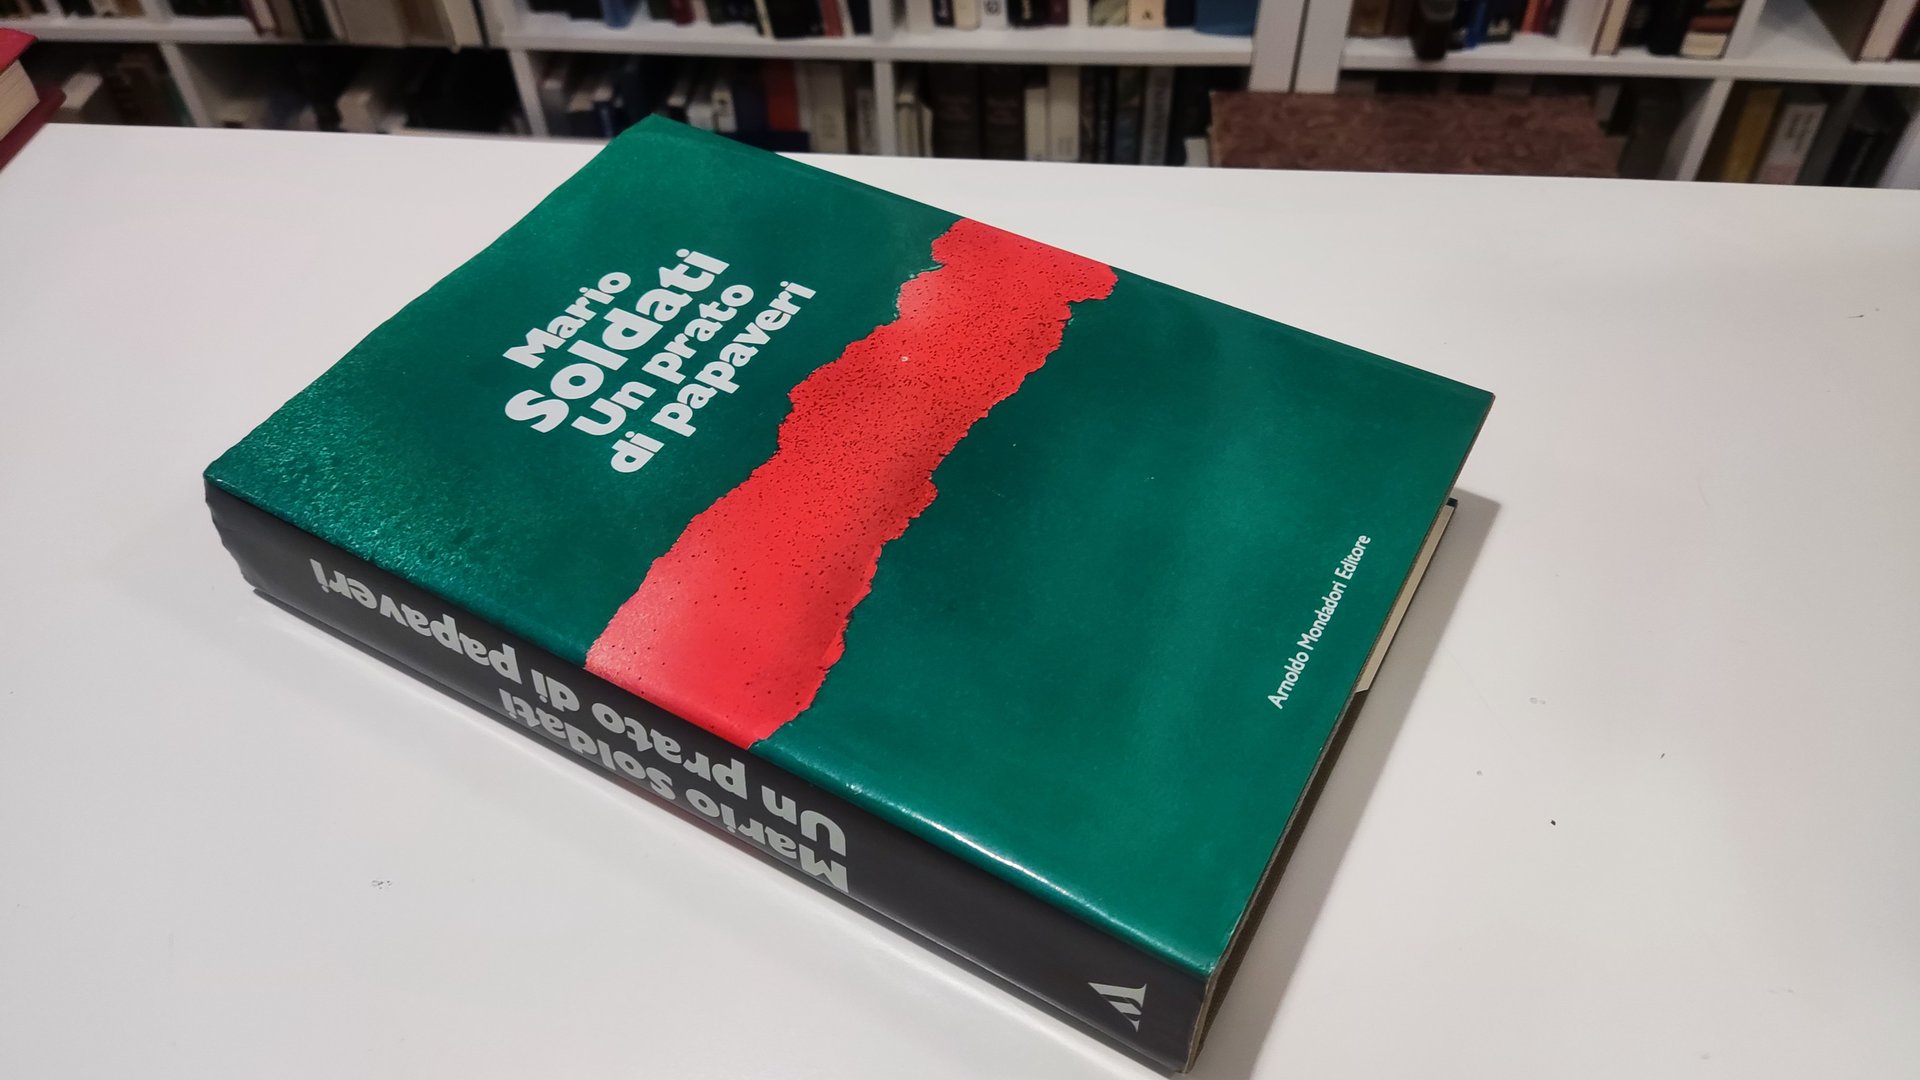 Mario
Soldati
Un prato
di papaveri
Arnoldo Mondadori Editore
Mario Soldati
Un prato di papaveri